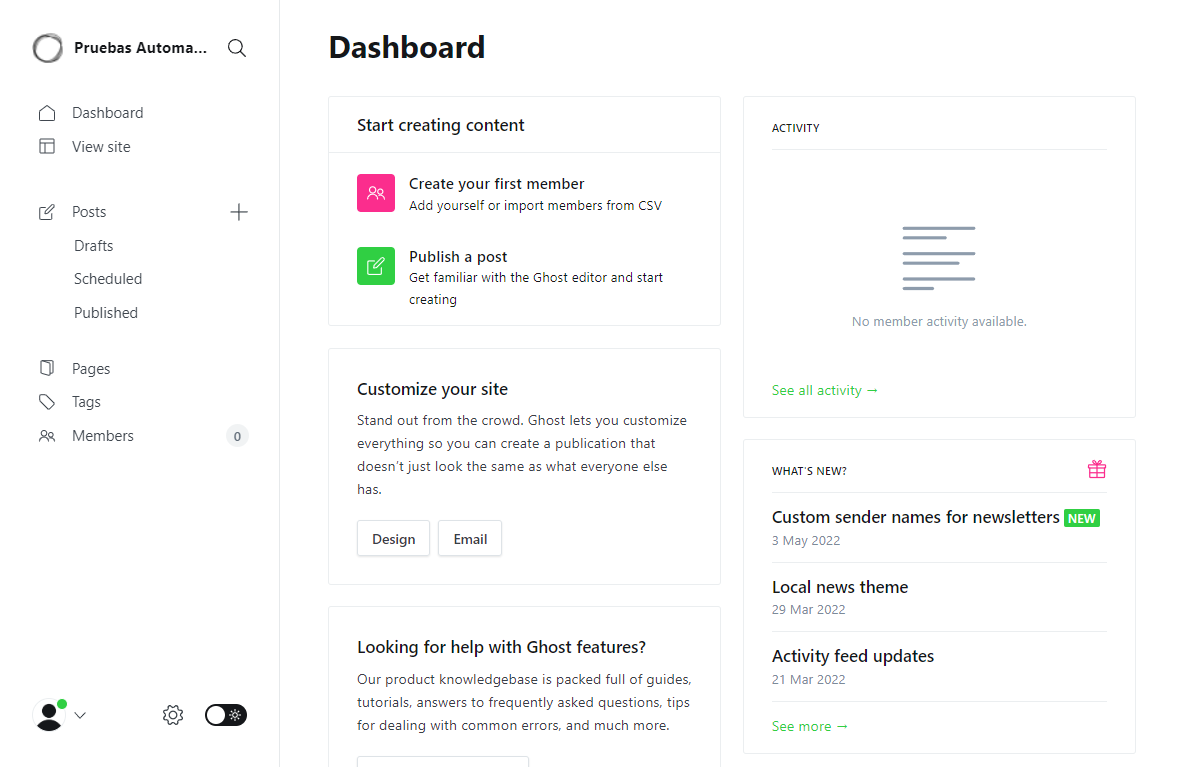 Pruebas Automa...
Dashboard
View site
Posts
Drafts
Scheduled
Published
Pages
Tags
Members
0
Dashboard
Start creating content
Create your first member
Add yourself or import members from CSV
Publish a post
Get familiar with the Ghost editor and start
creating
Customize your site
Stand out from the crowd. Ghost lets you customize
everything so you can create a publication that
doesn't just look the same as what everyone else
has.
Design
Email
Looking for help with Ghost features?
Our product knowledgebase is packed full of guides,
tutorials, answers to frequently asked questions, tips
for dealing with common errors, and much more.
ACTIVITY
No member activity available.
See all activity →
WHAT'S NEW?
Custom sender names for newsletters NEW
3 May 2022
Local news theme
29 Mar 2022
Activity feed updates
21 Mar 2022
See more →